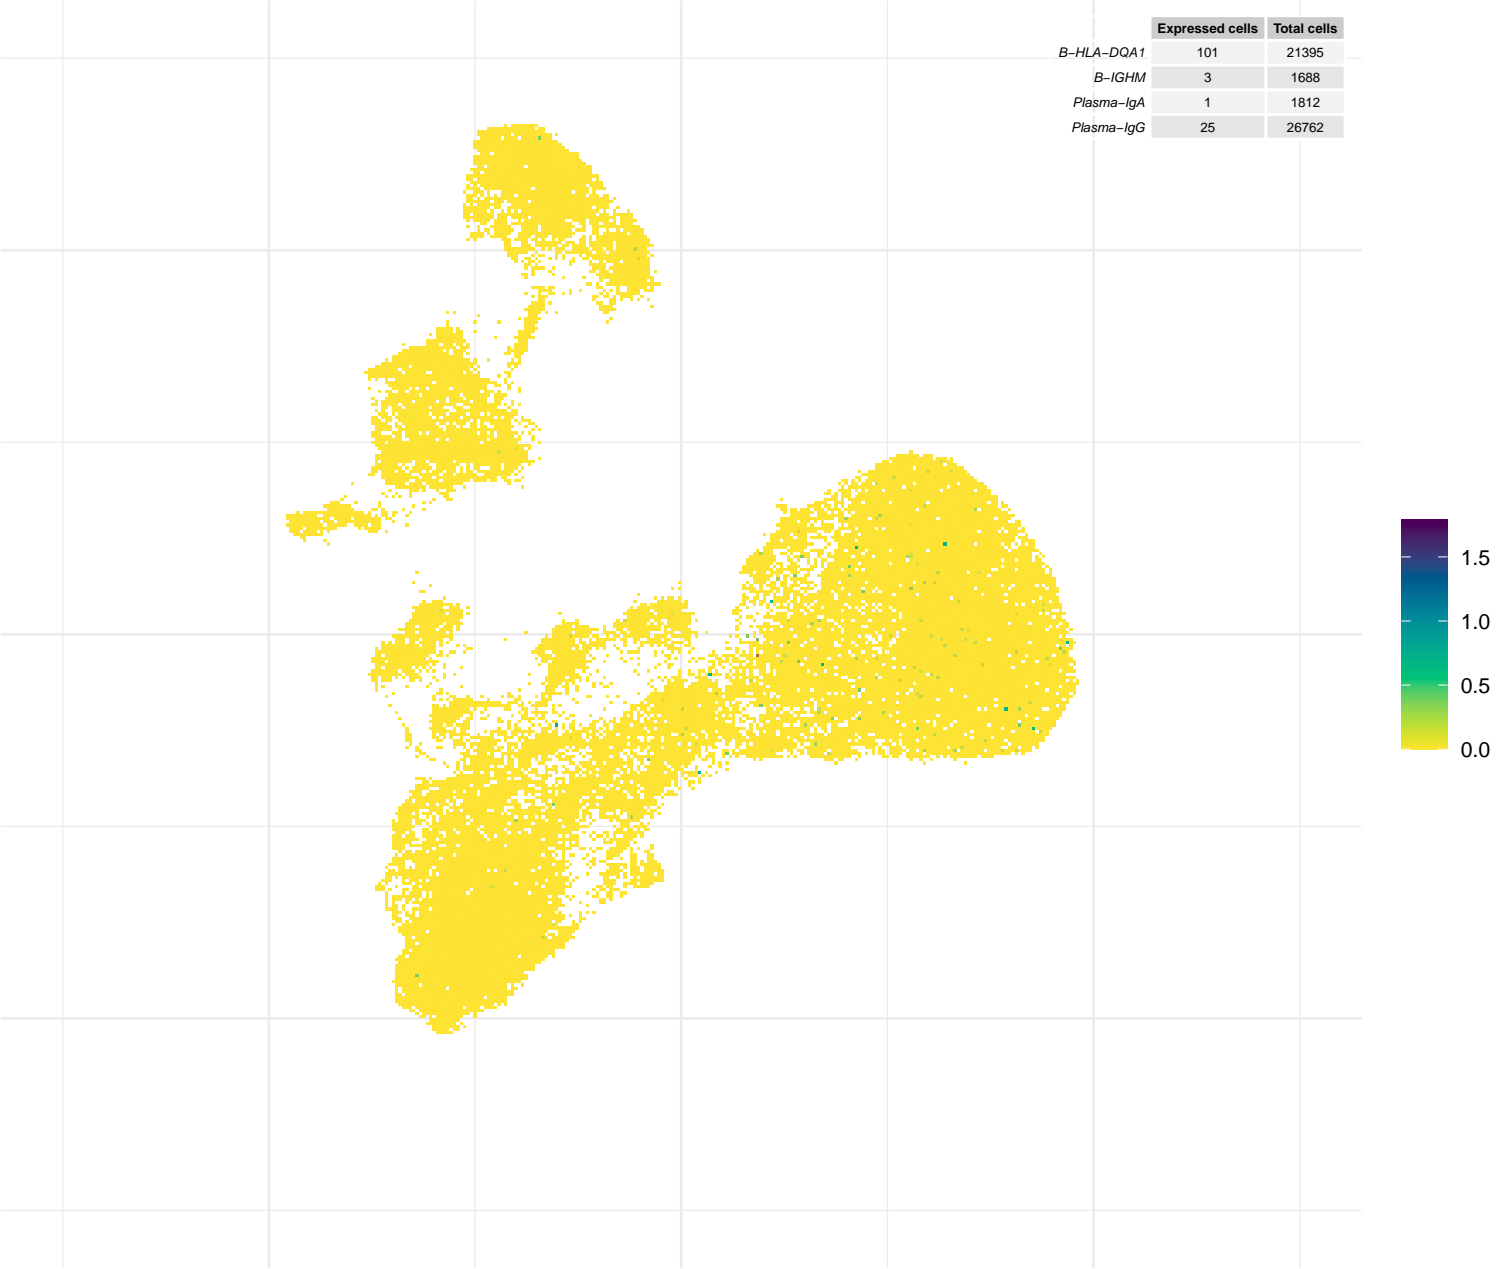 Expressed cells Total cells
B−HLA−DQA1 101 21395
B−IGHM 3 1688
Plasma−IgA 1 1812
Plasma−IgG 25 26762
1.5
1.0
0.5
0.0